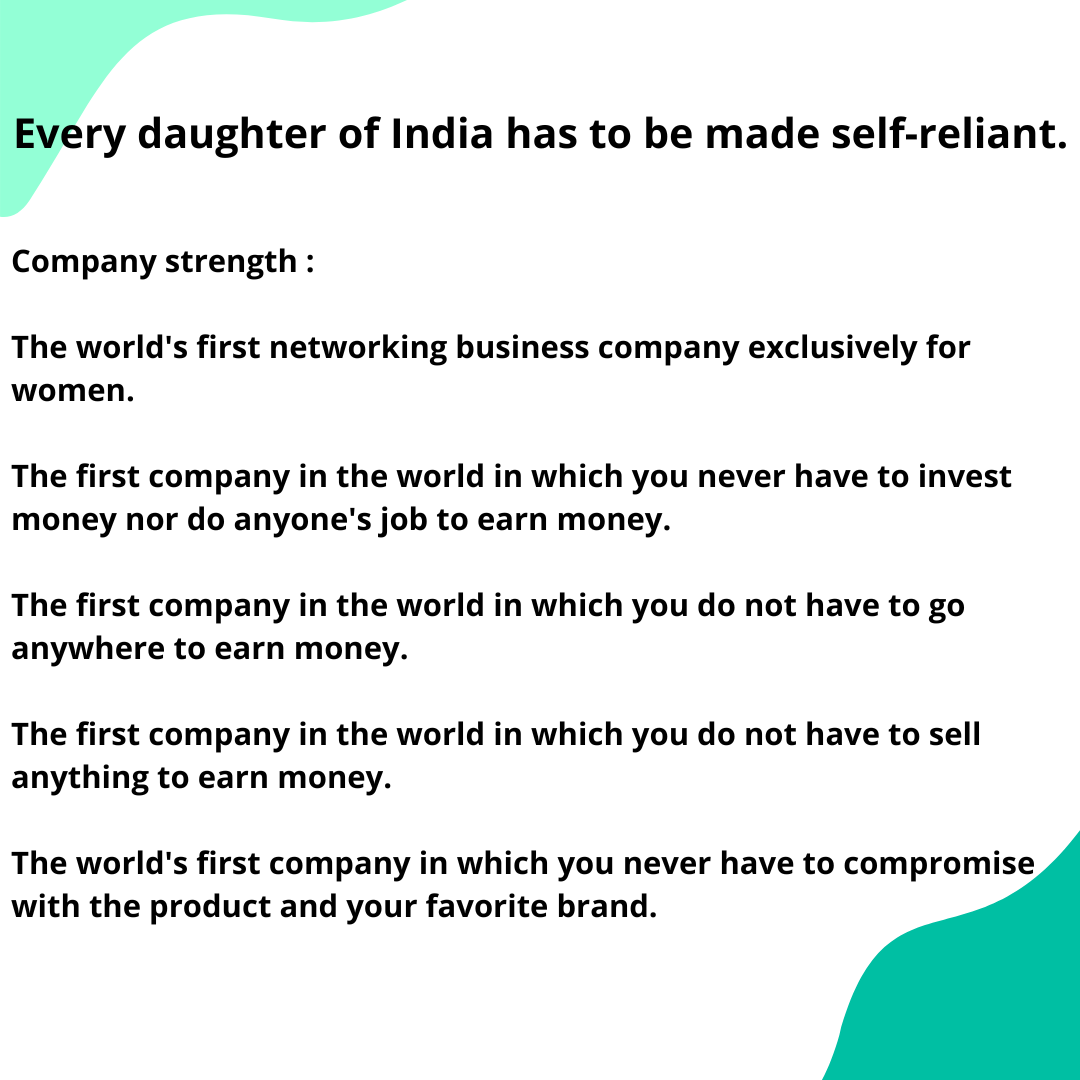 Every daughter of India has to be made self-reliant.
Company strength :
The world's first networking business company exclusively for
women.
The first company in the world in which you never have to invest
money nor do anyone's job to earn money.
The first company in the world in which you do not have to go
anywhere to earn money.
The first company in the world in which you do not have to sell
anything to earn money.
The world's first company in which you never have to compromise
with the product and your favorite brand.